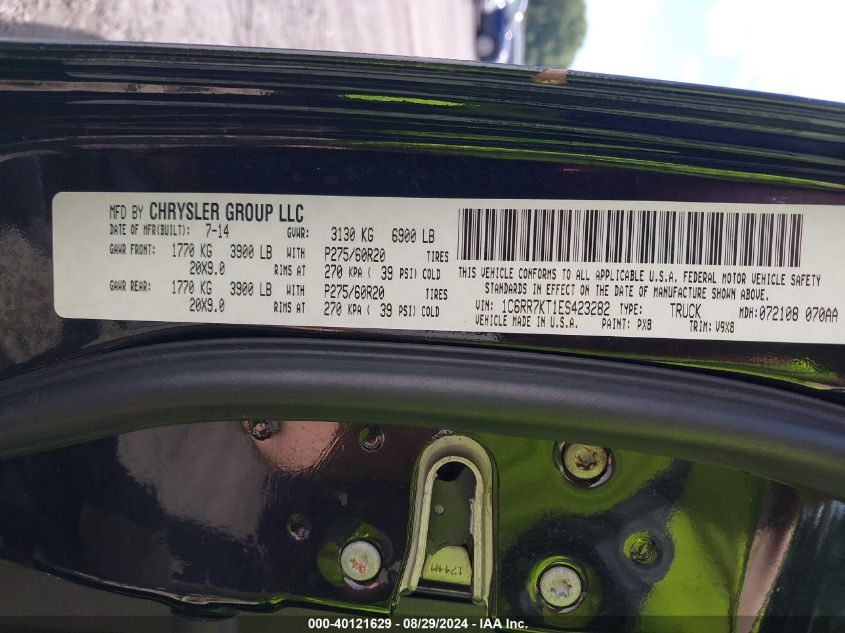 MFD BY CHRYSLER GROUP LLC
DATE OF MFR(BUILT): 7-14 GVWR: 3130 KG 6900 LB
GAWR FRONT: 1770 KG 3900 LB WITH P275/60R20 TIRES
20X9.0 RIMS AT 270 KPA ( 39 PSI) COLD
GAWR REAR: 1770 KG 3900 LB WITH P275/60R20 TIRES
20X9.0 RIMS AT 270 KPA ( 39 PSI) COLD
THIS VEHICLE CONFORMS TO ALL APPLICABLE U.S.A. FEDERAL MOTOR VEHICLE SAFETY
STANDARDS IN EFFECT ON THE DATE OF MANUFACTURE SHOWN ABOVE.
VIN: 1C6RR7KT1ES423282 TYPE: TRUCK MDH: 072108 070AA
VEHICLE MADE IN U.S.A. PAINT: PX8 TRIM: V9X8
1744M
000-40121629 - 08/29/2024 - IAA Inc.